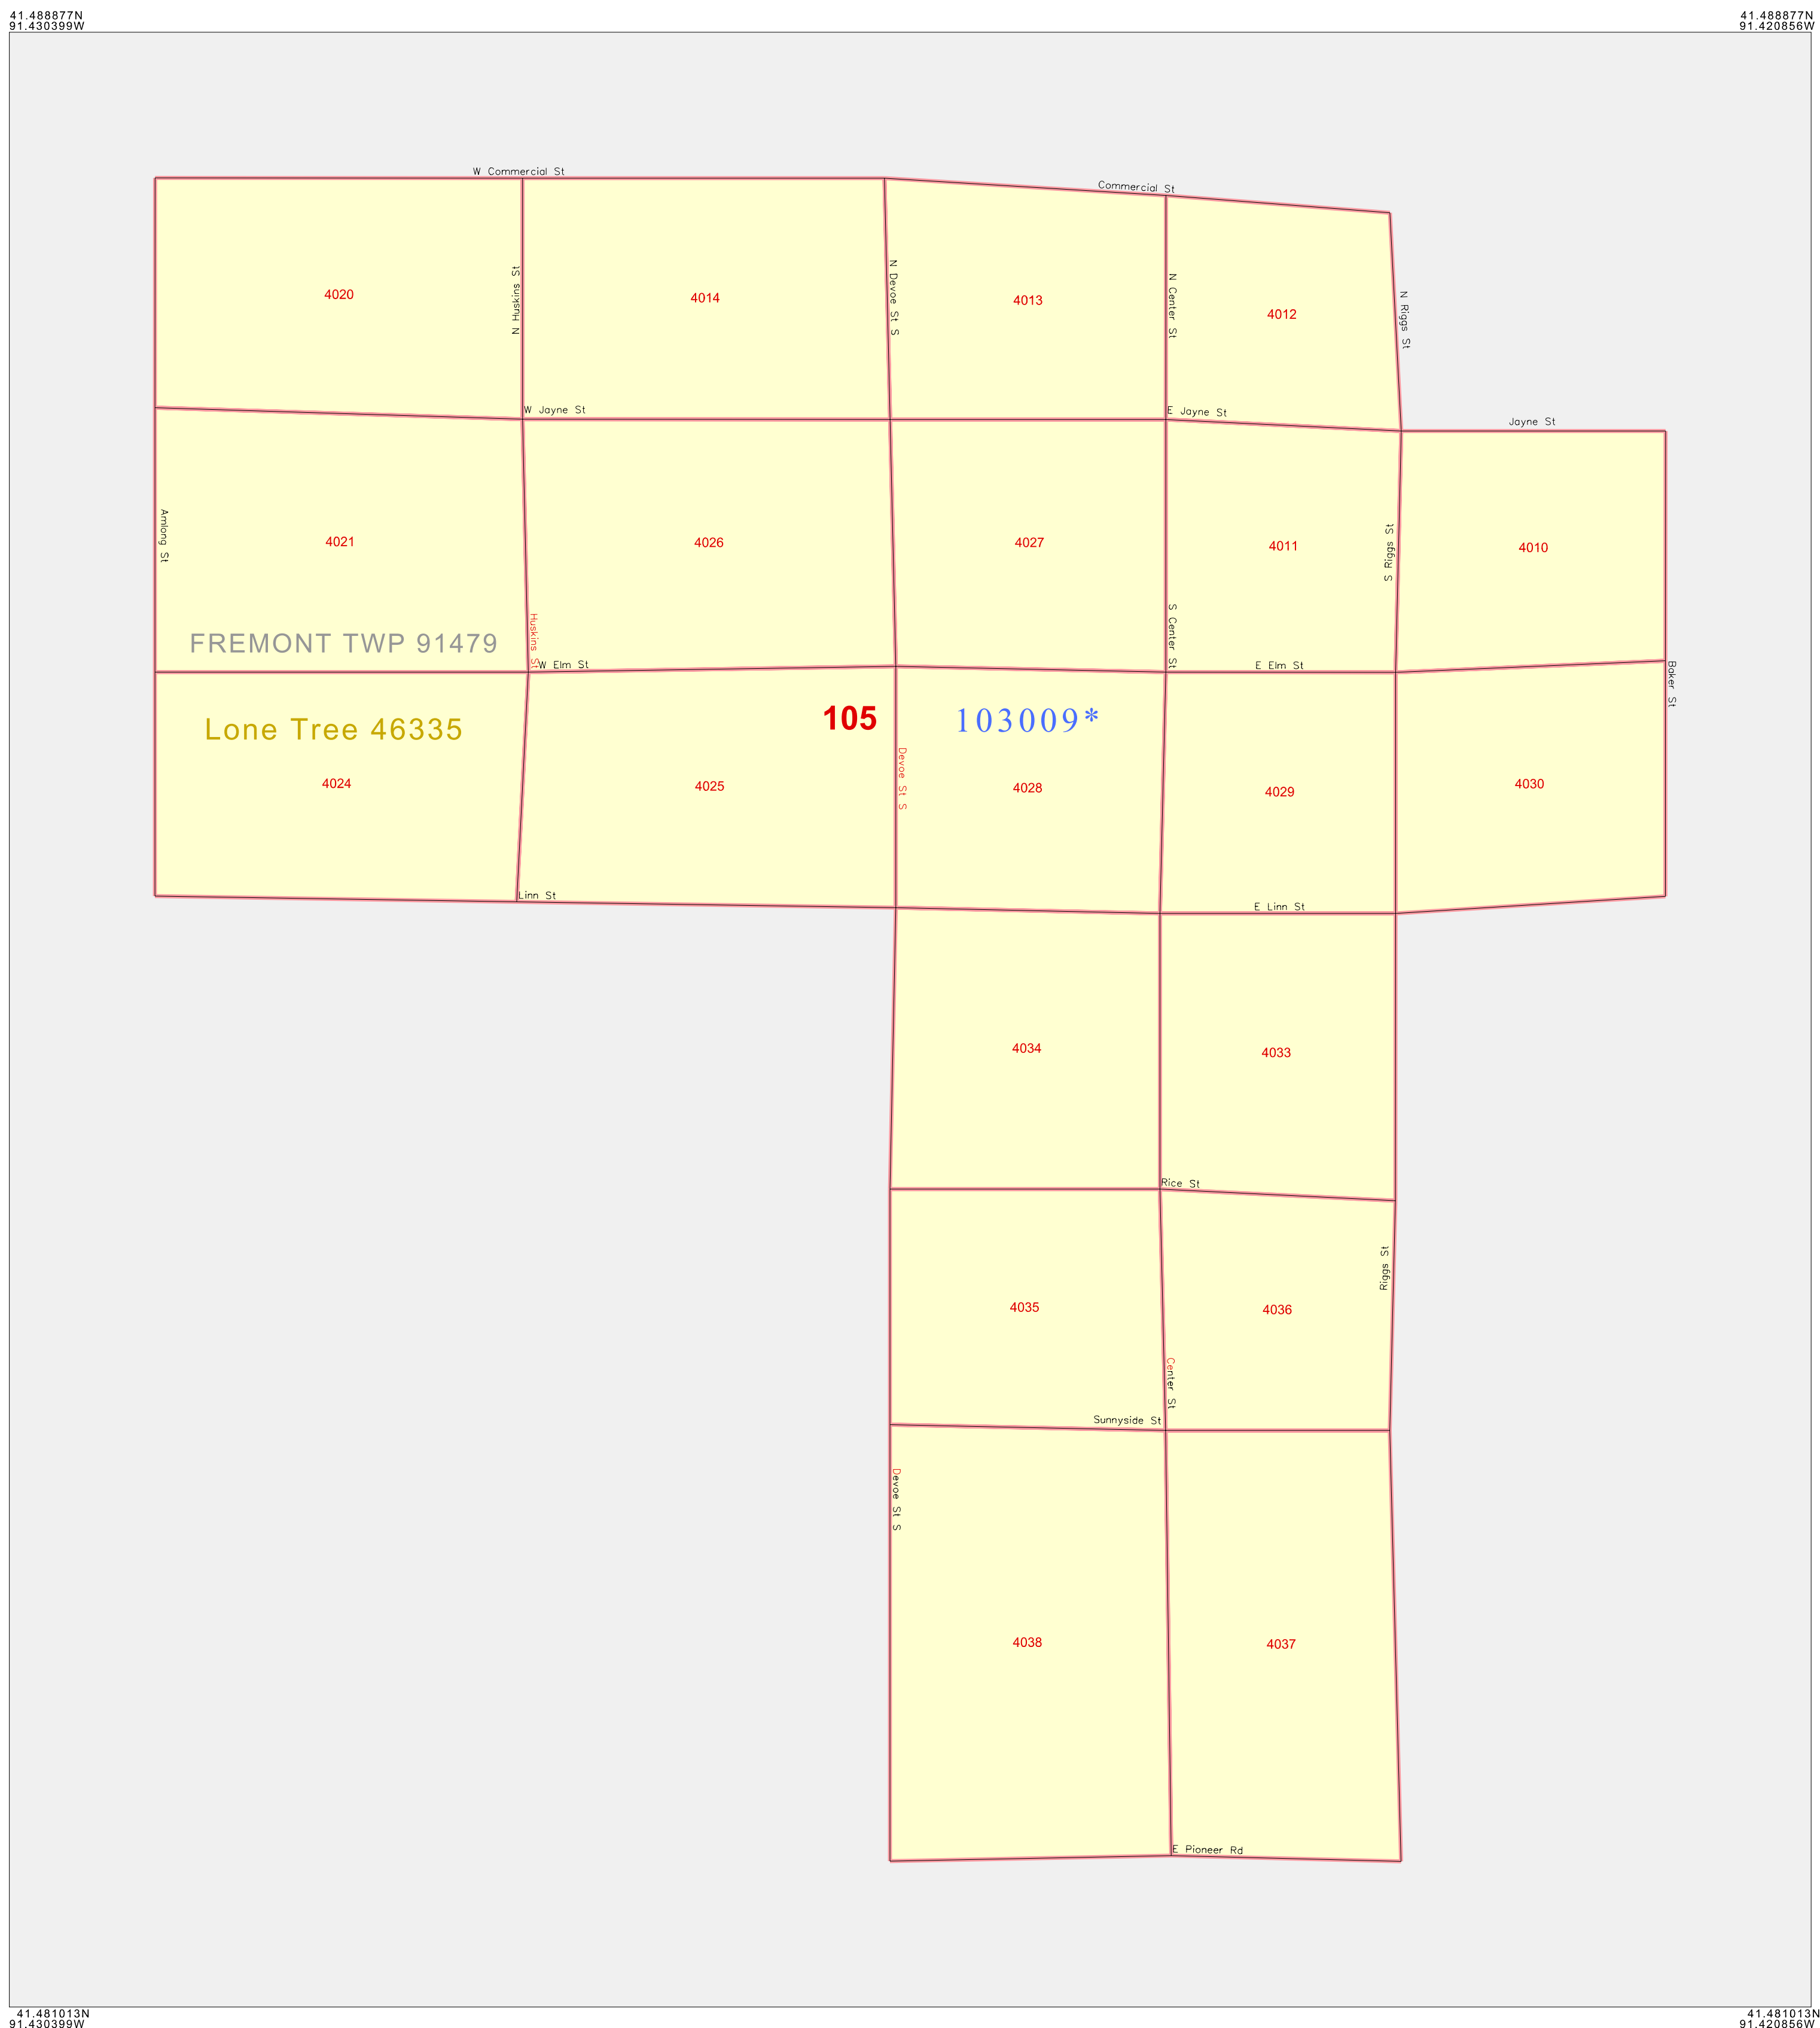 41.488877N
91.430399W
41.488877N
91.420856W
W Commercial St
Commercial St
N Huskins St
N Devoe St S
N Center St
N Riggs St
4020
4014
4013
4012
W Jayne St
E Jayne St
Jayne St
Amlong St
4021
4026
4027
4011
S Riggs St
4010
FREMONT TWP 91479
Huskins St
S Center St
W Elm St
E Elm St
Baker St
Lone Tree 46335
105
103009*
Devoe St S
4024
4025
4028
4029
4030
Linn St
E Linn St
4034
4033
Rice St
Riggs St
4035
4036
Center St
Sunnyside St
Devoe St S
4038
4037
E Pioneer Rd
41.481013N
91.430399W
41.481013N
91.420856W